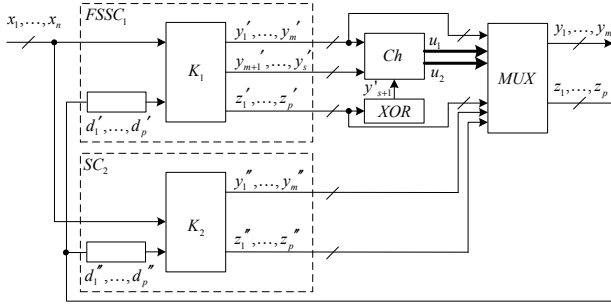 x₁,…,xₙ
FSSC₁
K₁
y₁′,…,yₘ′
yₘ₊₁′,…,yₛ′
z₁′,…,zₚ′
d₁′,…,dₚ′
Ch
u₁
u₂
y′ₛ₊₁
XOR
MUX
y₁,…,yₘ
z₁,…,zₚ
SC₂
K₂
y₁″,…,yₘ″
z₁″,…,zₚ″
d₁″,…,dₚ″